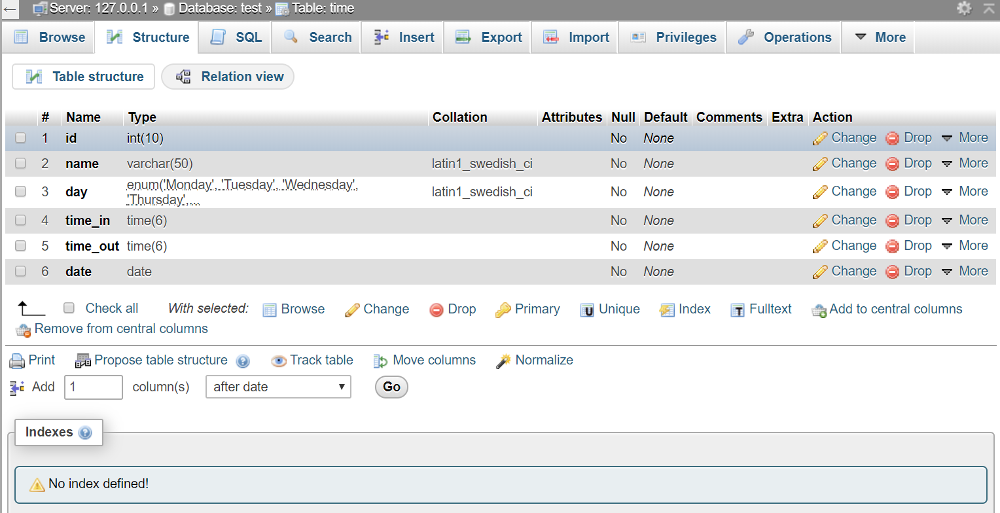 Server: 127.0.0.1 » Database: test » Table: time
Browse Structure SQL Search Insert Export Import Privileges Operations More
Table structure Relation view
# Name Type Collation Attributes Null Default Comments Extra Action
1 id int(10) No None Change Drop More
2 name varchar(50) latin1_swedish_ci No None Change Drop More
3 day enum('Monday', 'Tuesday', 'Wednesday', 'Thursday',... latin1_swedish_ci No None Change Drop More
4 time_in time(6) No None Change Drop More
5 time_out time(6) No None Change Drop More
6 date date No None Change Drop More
Check all With selected: Browse Change Drop Primary Unique Index Fulltext Add to central columns
Remove from central columns
Print Propose table structure Track table Move columns Normalize
Add 1 column(s) after date Go
Indexes
No index defined!